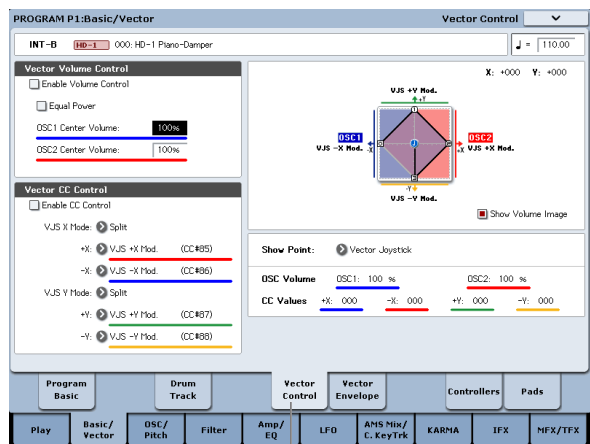 PROGRAM P1:Basic/Vector Vector Control
INT-B HD-1 000: HD-1 Piano-Damper ♩ = 110.00
Vector Volume Control
Enable Volume Control
Equal Power
OSC1 Center Volume: 100%
OSC2 Center Volume: 100%
X: +000 Y: +000
VJS +Y Mod.
+Y
OSC1 OSC2
VJS -X Mod. -X +X VJS +X Mod.
-Y
VJS -Y Mod.
Show Volume Image
Vector CC Control
Enable CC Control
VJS X Mode: Split
+X: VJS +X Mod. (CC#85)
-X: VJS -X Mod. (CC#86)
VJS Y Mode: Split
+Y: VJS +Y Mod. (CC#87)
-Y: VJS -Y Mod. (CC#88)
Show Point: Vector Joystick
OSC Volume OSC1: 100 % OSC2: 100 %
CC Values +X: 000 -X: 000 +Y: 000 -Y: 000
Program Basic
Drum Track
Vector Control
Vector Envelope
Controllers
Pads
Play
Basic/ Vector
OSC/ Pitch
Filter
Amp/ EQ
LFO
AMS Mix/ C. KeyTrk
KARMA
IFX
MFX/TFX